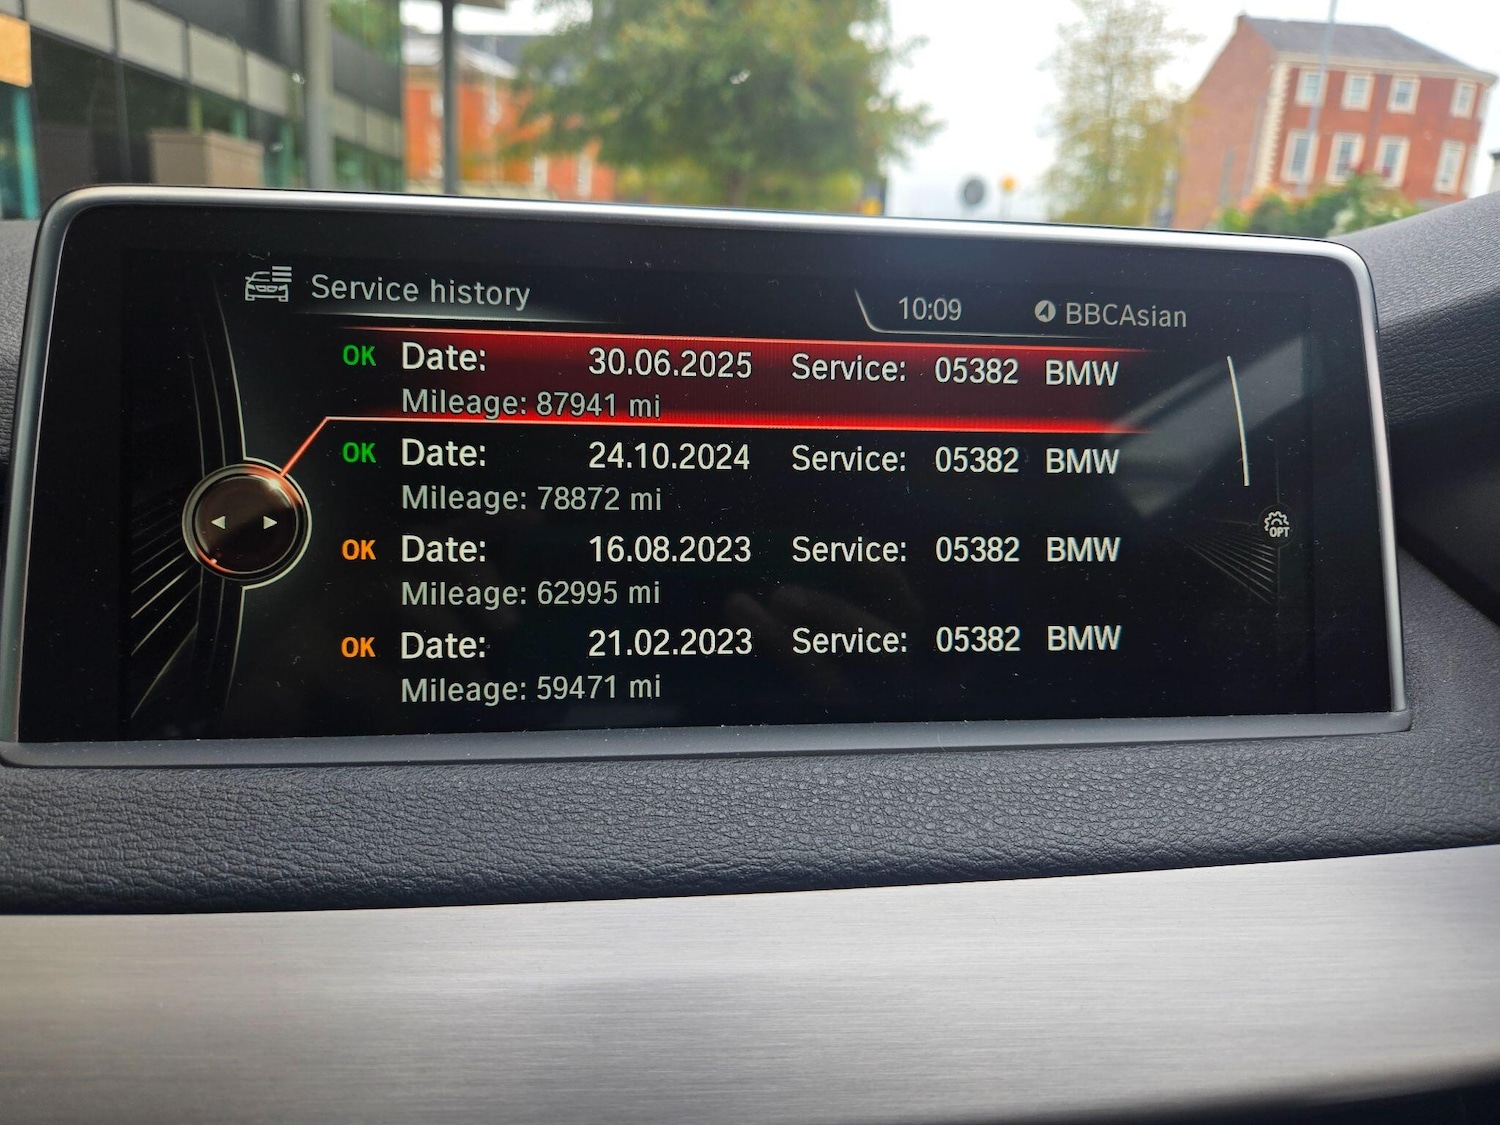 Service history 10:09 BBCAsian
OK Date: 30.06.2025 Service: 05382 BMW
Mileage: 87941 mi
OK Date: 24.10.2024 Service: 05382 BMW
Mileage: 78872 mi
OK Date: 16.08.2023 Service: 05382 BMW
Mileage: 62995 mi
OPT
OK Date: 21.02.2023 Service: 05382 BMW
Mileage: 59471 mi